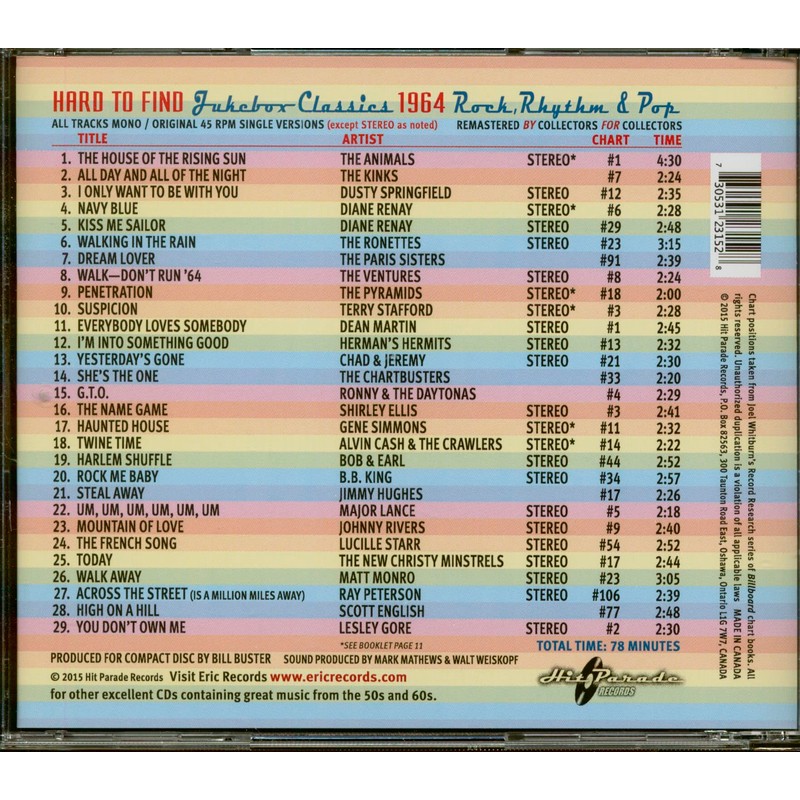 HARD TO FIND Jukebox Classics 1964 Rock, Rhythm & Pop
ALL TRACKS MONO / ORIGINAL 45 RPM SINGLE VERSIONS (except STEREO as noted) REMASTERED BY COLLECTORS FOR COLLECTORS
TITLE ARTIST CHART TIME
1. THE HOUSE OF THE RISING SUN THE ANIMALS STEREO* #1 4:30
2. ALL DAY AND ALL OF THE NIGHT THE KINKS #7 2:24
3. I ONLY WANT TO BE WITH YOU DUSTY SPRINGFIELD STEREO #12 2:35
4. NAVY BLUE DIANE RENAY STEREO* #6 2:28
5. KISS ME SAILOR DIANE RENAY STEREO #29 2:48
6. WALKING IN THE RAIN THE RONETTES STEREO #23 3:15
7. DREAM LOVER THE PARIS SISTERS #91 2:39
8. WALK—DON'T RUN '64 THE VENTURES STEREO #8 2:24
9. PENETRATION THE PYRAMIDS STEREO* #18 2:00
10. SUSPICION TERRY STAFFORD STEREO* #3 2:28
11. EVERYBODY LOVES SOMEBODY DEAN MARTIN STEREO #1 2:45
12. I'M INTO SOMETHING GOOD HERMAN'S HERMITS STEREO #13 2:32
13. YESTERDAY'S GONE CHAD & JEREMY STEREO #21 2:30
14. SHE'S THE ONE THE CHARTBUSTERS #33 2:20
15. G.T.O. RONNY & THE DAYTONAS #4 2:29
16. THE NAME GAME SHIRLEY ELLIS STEREO #3 2:41
17. HAUNTED HOUSE GENE SIMMONS STEREO* #11 2:32
18. TWINE TIME ALVIN CASH & THE CRAWLERS STEREO* #14 2:22
19. HARLEM SHUFFLE BOB & EARL STEREO #44 2:52
20. ROCK ME BABY B.B. KING STEREO #34 2:57
21. STEAL AWAY JIMMY HUGHES #17 2:26
22. UM, UM, UM, UM, UM, UM MAJOR LANCE STEREO #5 2:18
23. MOUNTAIN OF LOVE JOHNNY RIVERS STEREO #9 2:40
24. THE FRENCH SONG LUCILLE STARR STEREO #54 2:52
25. TODAY THE NEW CHRISTY MINSTRELS STEREO #17 2:44
26. WALK AWAY MATT MONRO STEREO #23 3:05
27. ACROSS THE STREET (IS A MILLION MILES AWAY) RAY PETERSON STEREO #106 2:39
28. HIGH ON A HILL SCOTT ENGLISH #77 2:48
29. YOU DON'T OWN ME LESLEY GORE STEREO #2 2:30
*SEE BOOKLET PAGE 11 TOTAL TIME: 78 MINUTES
PRODUCED FOR COMPACT DISC BY BILL BUSTER SOUND PRODUCED BY MARK MATHEWS & WALT WEISKOPF
© 2015 Hit Parade Records Visit Eric Records www.ericrecords.com
for other excellent CDs containing great music from the 50s and 60s.
Hit Parade
RECORDS
7 30531 23152 8
Chart positions taken from Joel Whitburn's Record Research series of Billboard chart books. All
rights reserved. Unauthorized duplication is a violation of all applicable laws MADE IN CANADA
© 2015 Hit Parade Records, P.O. Box 82563, 300 Taunton Road East, Oshawa, Ontario L1G 7W7, CANADA